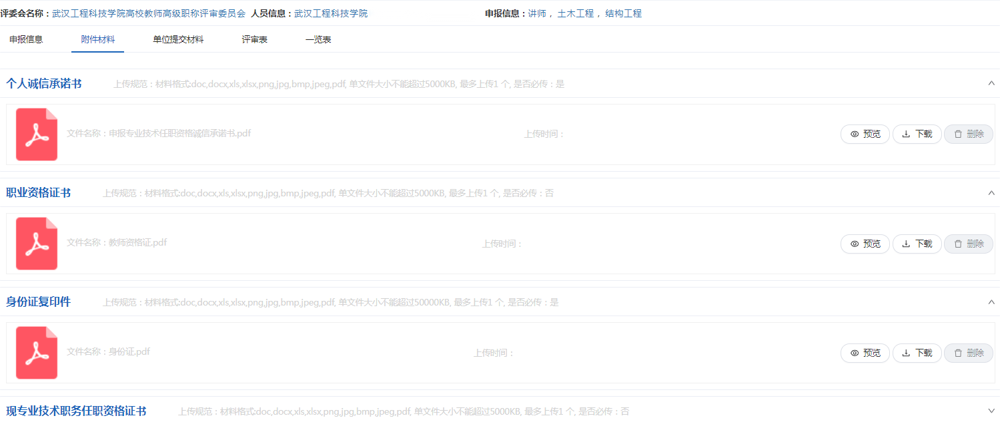 评委会名称：武汉工程科技学院高校教师高级职称评审委员会 人员信息：武汉工程科技学院 申报信息：讲师， 土木工程， 结构工程
申报信息 附件材料 单位提交材料 评审表 一览表
个人诚信承诺书 上传规范：材料格式:doc,docx,xls,xlsx,png,jpg,bmp,jpeg,pdf, 单文件大小不能超过5000KB, 最多上传1 个, 是否必传：是
文件名称：申报专业技术任职资格诚信承诺书.pdf 上传时间： 预览 下载 删除
职业资格证书 上传规范：材料格式:doc,docx,xls,xlsx,png,jpg,bmp,jpeg,pdf, 单文件大小不能超过5000KB, 最多上传1 个, 是否必传：否
文件名称：教师资格证.pdf 上传时间： 预览 下载 删除
身份证复印件 上传规范：材料格式:doc,docx,xls,xlsx,png,jpg,bmp,jpeg,pdf, 单文件大小不能超过50000KB, 最多上传1 个, 是否必传：是
文件名称：身份证.pdf 上传时间： 预览 下载 删除
现专业技术职务任职资格证书 上传规范：材料格式:doc,docx,xls,xlsx,png,jpg,bmp,jpeg,pdf, 单文件大小不能超过5000KB, 最多上传1 个, 是否必传：否